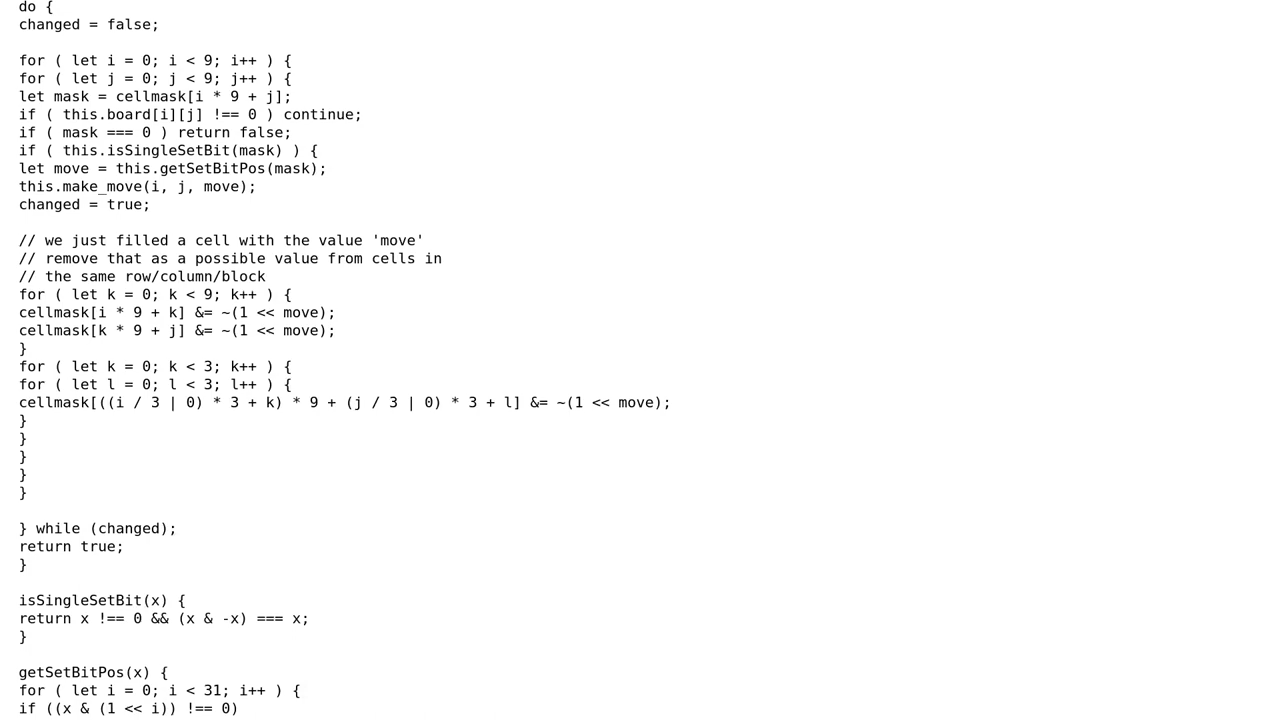 do {
changed = false;

for ( let i = 0; i < 9; i++ ) {
for ( let j = 0; j < 9; j++ ) {
let mask = cellmask[i * 9 + j];
if ( this.board[i][j] !== 0 ) continue;
if ( mask === 0 ) return false;
if ( this.isSingleSetBit(mask) ) {
let move = this.getSetBitPos(mask);
this.make_move(i, j, move);
changed = true;

// we just filled a cell with the value 'move'
// remove that as a possible value from cells in
// the same row/column/block
for ( let k = 0; k < 9; k++ ) {
cellmask[i * 9 + k] &= ~(1 << move);
cellmask[k * 9 + j] &= ~(1 << move);
}
for ( let k = 0; k < 3; k++ ) {
for ( let l = 0; l < 3; l++ ) {
cellmask[((i / 3 | 0) * 3 + k) * 9 + (j / 3 | 0) * 3 + l] &= ~(1 << move);
}
}
}
}
}

} while (changed);
return true;
}

isSingleSetBit(x) {
return x !== 0 && (x & -x) === x;
}

getSetBitPos(x) {
for ( let i = 0; i < 31; i++ ) {
if ((x & (1 << i)) !== 0)